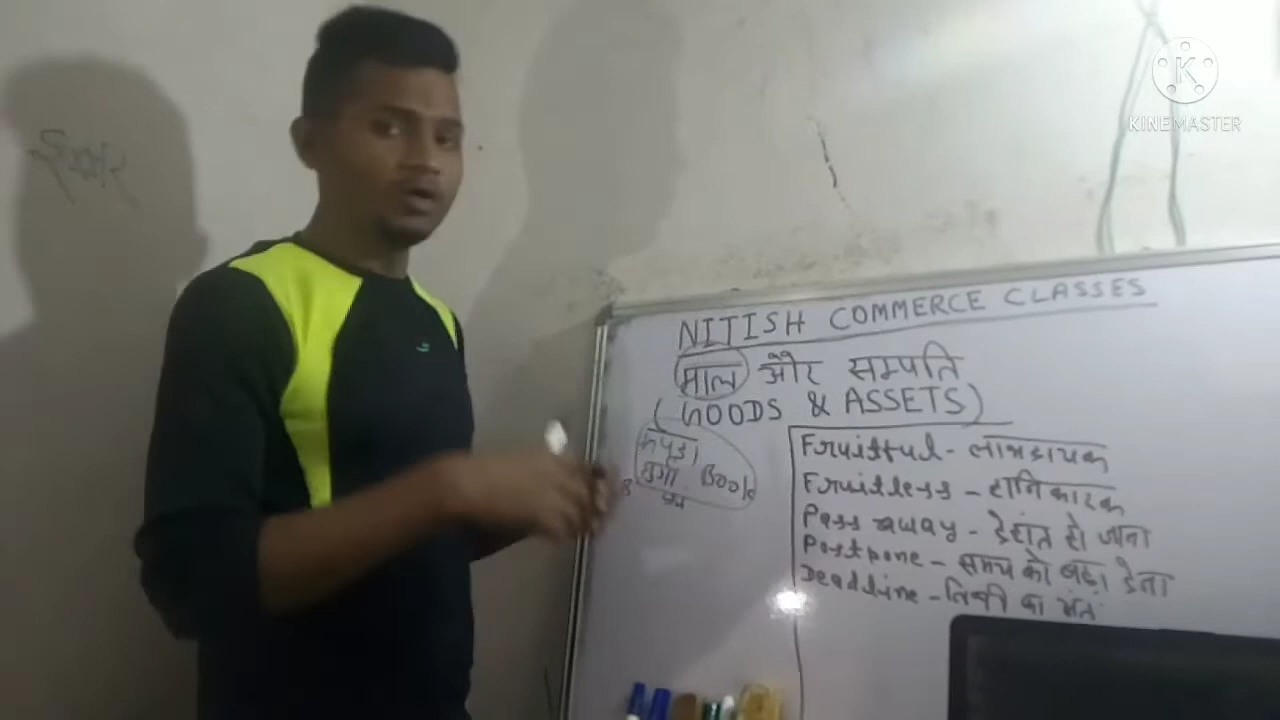 KINEMASTER
NITISH COMMERCE CLASSES
माल और सम्पति
(GOODS & ASSETS)
कपड़ा
Book
Fruitful - लाभदायक
Fruitless - हानिकारक
Pass away - देहांत हो जाना
Postpone - समय को बढ़ा देना
Deadline - तिथी का अंत